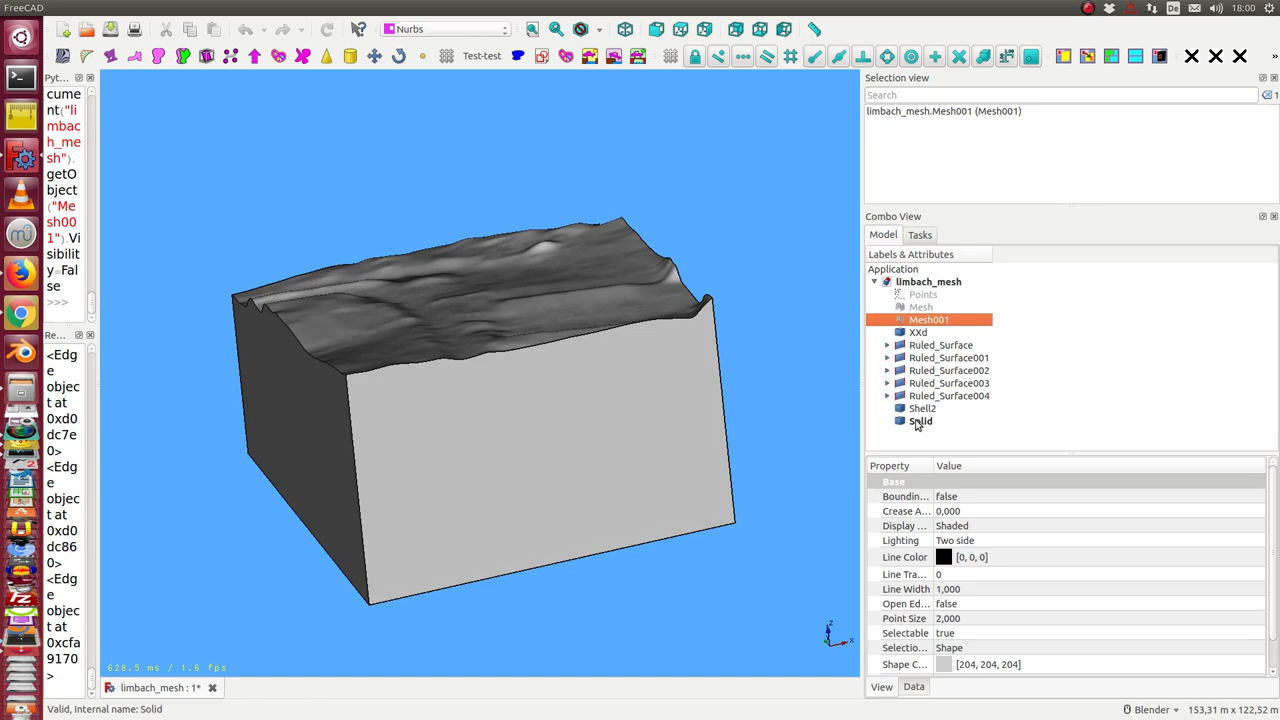 FreeCAD
De
18:00
Nurbs
Test-test
Pyt...
cume
nt("li
mbac
h_me
sh").
getO
bject
("Me
sh00
1").Vi
sibilit
y=Fal
se
>>>
Re...
<Edg
e
objec
t at
0xd0
dc7e
0>
<Edg
e
objec
t at
0xd0
dc86
0>
<Edg
e
objec
t at
0xcfa
9170
>
628.5 ms / 1.6 fps
z
x
limbach_mesh : 1*
Selection view
Search
1
limbach_mesh.Mesh001 (Mesh001)
Combo View
Model
Tasks
Labels & Attributes
Application
limbach_mesh
Points
Mesh
Mesh001
XXd
Ruled_Surface
Ruled_Surface001
Ruled_Surface002
Ruled_Surface003
Ruled_Surface004
Shell2
Solid
Property Value
Base
Boundin... false
Crease A... 0,000
Display ... Shaded
Lighting Two side
Line Color [0, 0, 0]
Line Tra... 0
Line Width 1,000
Open Ed... false
Point Size 2,000
Selectable true
Selectio... Shape
Shape C... [204, 204, 204]
View
Data
Valid, Internal name: Solid
Blender
153,31 m x 122,52 m